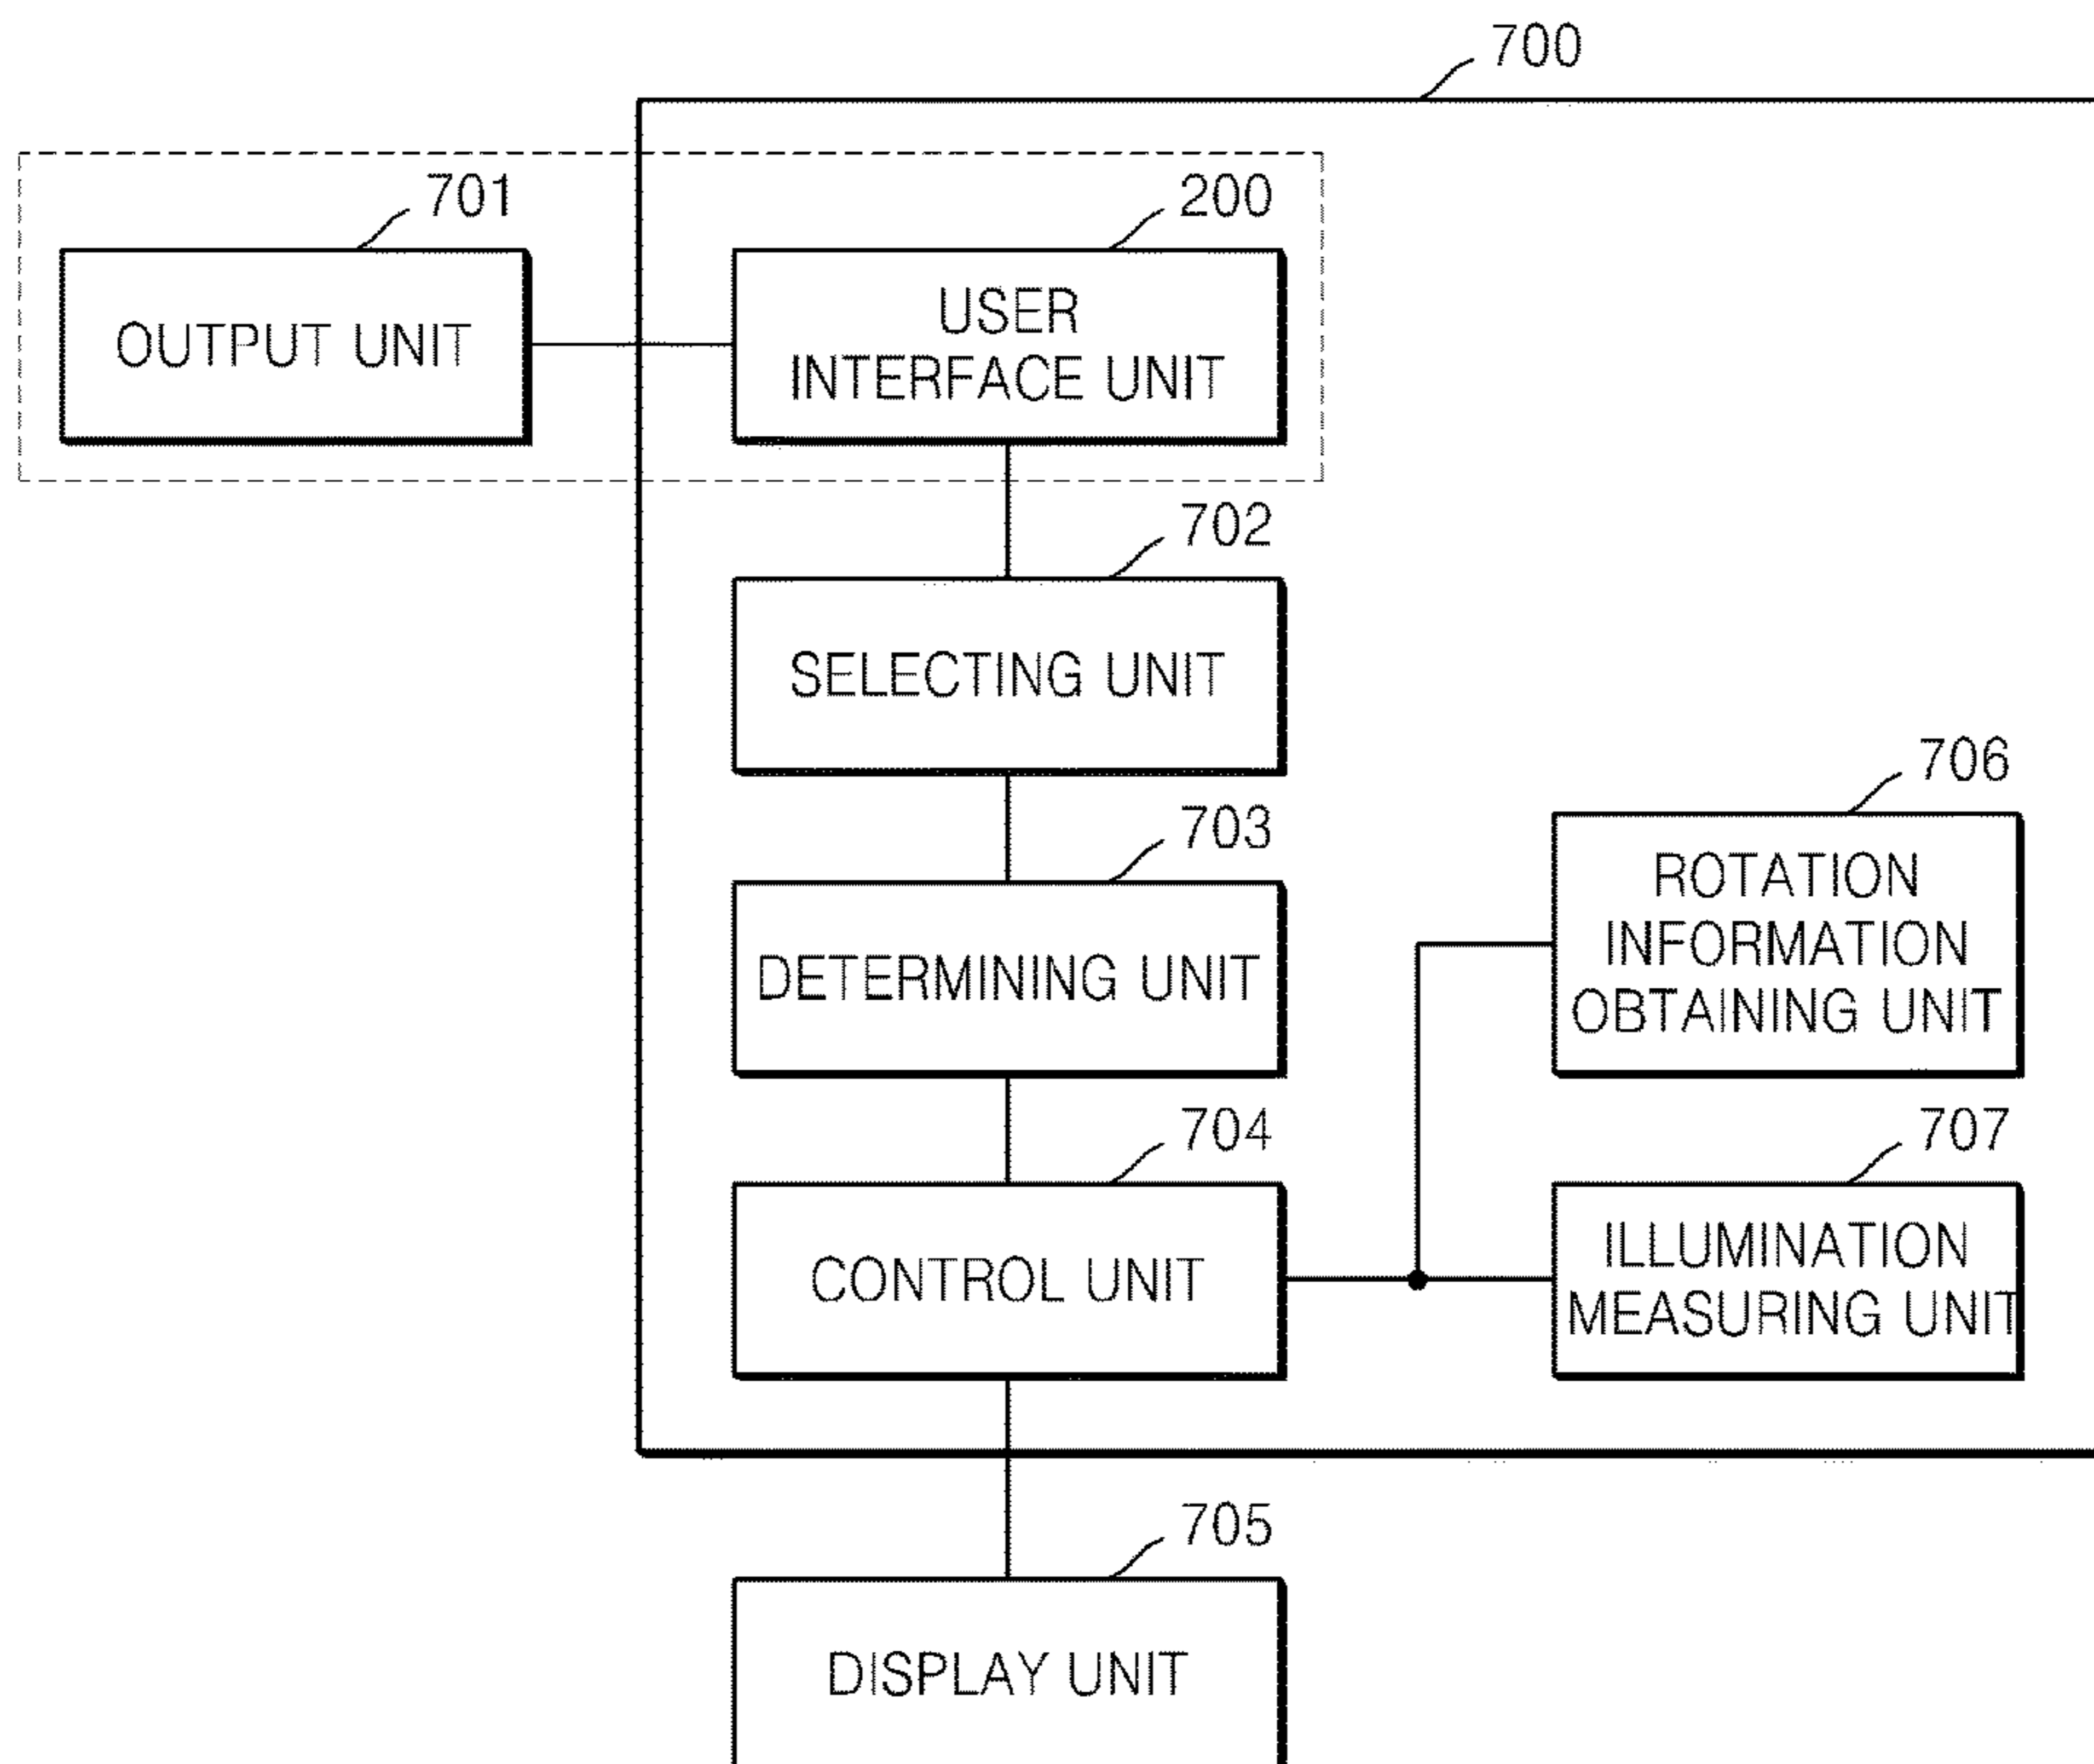 700
701
200
OUTPUT UNIT
USER
INTERFACE UNIT
702
SELECTING UNIT
706
703
ROTATION
INFORMATION
OBTAINING UNIT
DETERMINING UNIT
704
707
CONTROL UNIT
ILLUMINATION
MEASURING UNIT
705
DISPLAY UNIT